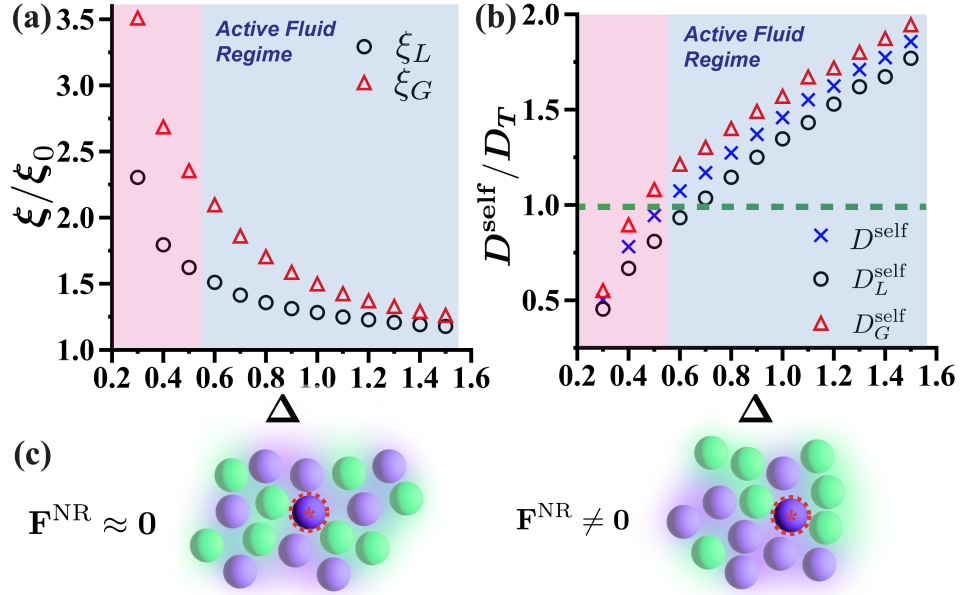 (a)
Active Fluid
Regime
ξ_L
ξ_G
ξ/ξ_0
3.5
3.0
2.5
2.0
1.5
1.0
0.2 0.4 0.6 0.8 1.0 1.2 1.4 1.6
Δ
(b)
Active Fluid
Regime
D^self/D_T
2.0
1.5
1.0
0.5
D^self
D_L^self
D_G^self
0.2 0.4 0.6 0.8 1.0 1.2 1.4 1.6
Δ
(c)
F^NR ≈ 0
*
F^NR ≠ 0
*